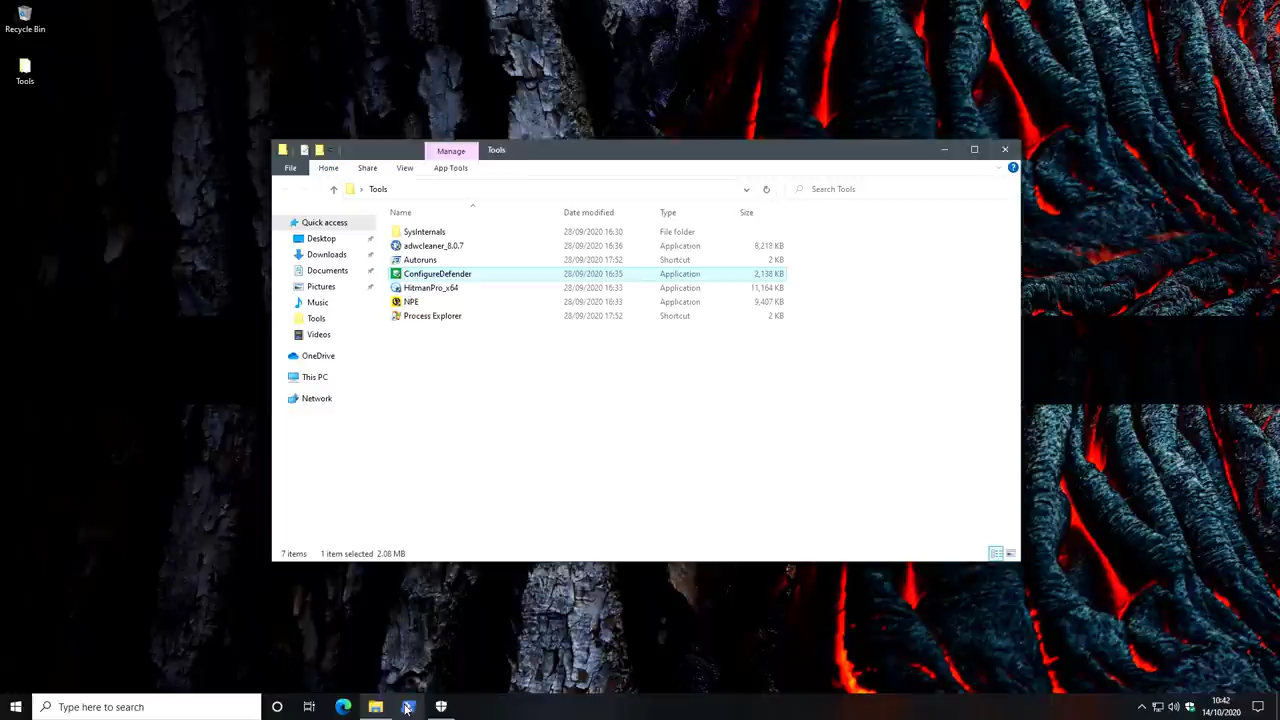 Recycle Bin
Tools
Manage
Tools
File
Home
Share
View
App Tools
Tools
Search Tools
Name
Date modified
Type
Size
Quick access
Desktop
Downloads
Documents
Pictures
Music
Tools
Videos
OneDrive
This PC
Network
SysInternals 28/09/2020 16:30 File folder
adwcleaner_8.0.7 28/09/2020 16:36 Application 8,218 KB
Autoruns 28/09/2020 17:52 Shortcut 2 KB
ConfigureDefender 28/09/2020 16:35 Application 2,138 KB
HitmanPro_x64 28/09/2020 16:33 Application 11,164 KB
NPE 28/09/2020 16:33 Application 9,407 KB
Process Explorer 28/09/2020 17:52 Shortcut 2 KB
7 items 1 item selected 2.08 MB
Type here to search
10:42
14/10/2020